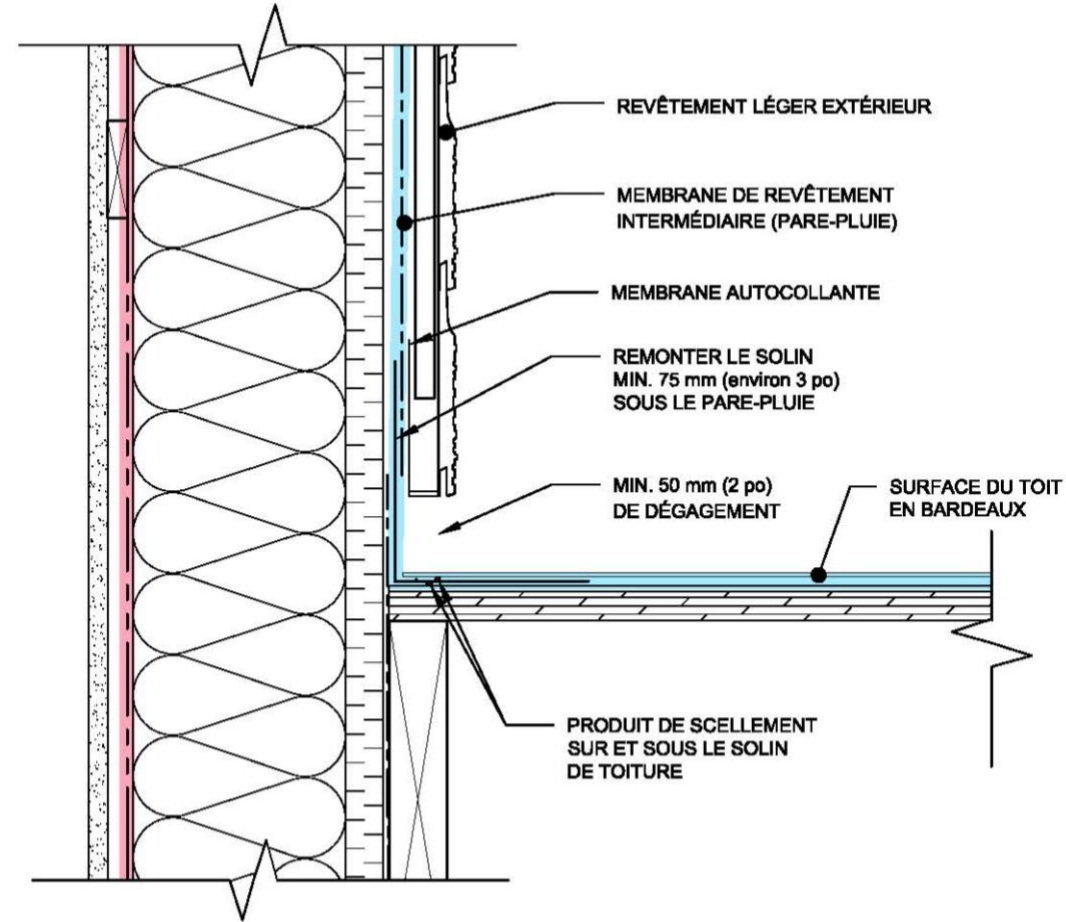 REVÊTEMENT LÉGER EXTÉRIEUR
MEMBRANE DE REVÊTEMENT
INTERMÉDIAIRE (PARE-PLUIE)
MEMBRANE AUTOCOLLANTE
REMONTER LE SOLIN
MIN. 75 mm (environ 3 po)
SOUS LE PARE-PLUIE
MIN. 50 mm (2 po)
DE DÉGAGEMENT
SURFACE DU TOIT
EN BARDEAUX
PRODUIT DE SCELLEMENT
SUR ET SOUS LE SOLIN
DE TOITURE